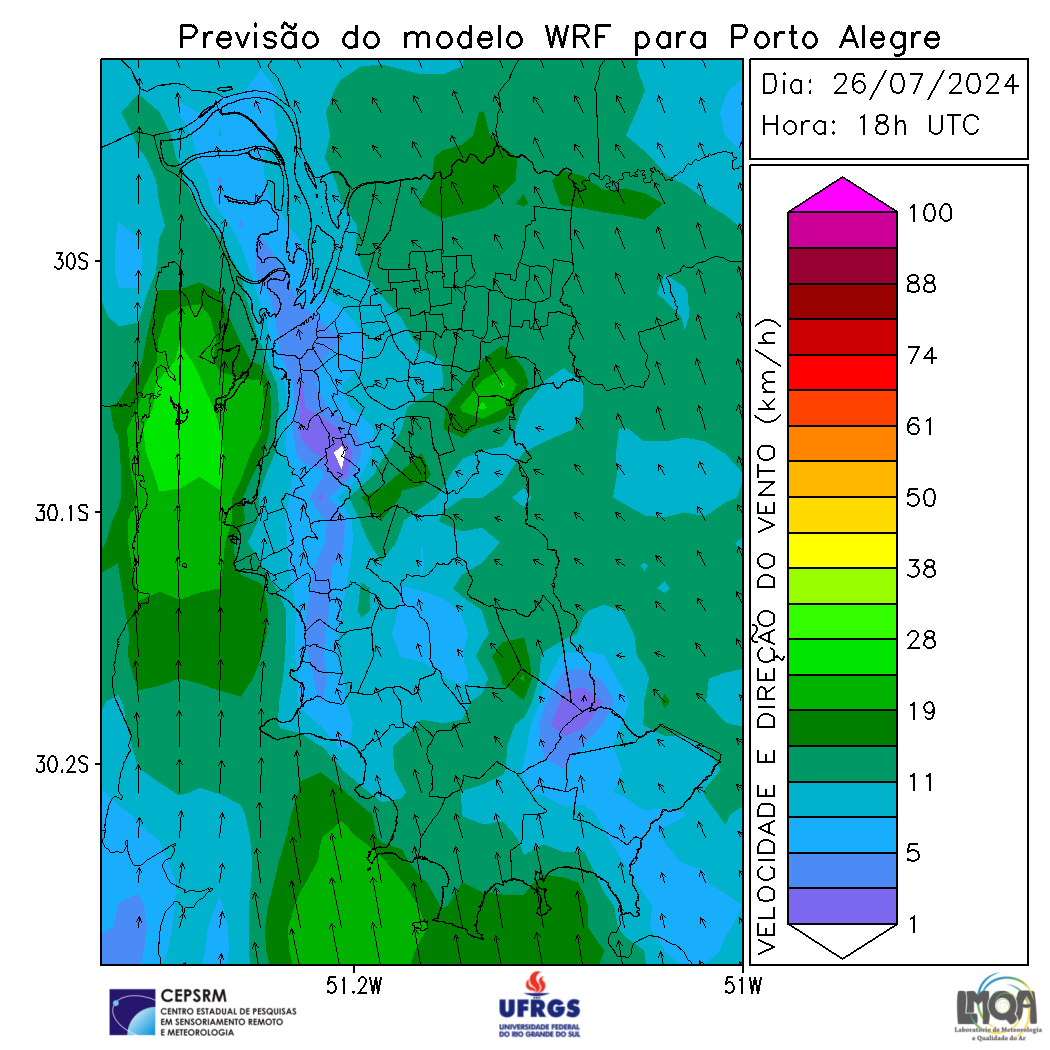 Previsão do modelo WRF para Porto Alegre
Dia: 26/07/2024
Hora: 18h UTC
30S
30.1S
30.2S
51.2W
51W
VELOCIDADE E DIREÇÃO DO VENTO (km/h)
100
88
74
61
50
38
28
19
11
5
1
CEPSRM
CENTRO ESTADUAL DE PESQUISAS
EM SENSORIAMENTO REMOTO
E METEOROLOGIA
UFRGS
UNIVERSIDADE FEDERAL
DO RIO GRANDE DO SUL
LMQA
Laboratório de Meteorologia
e Qualidade do Ar